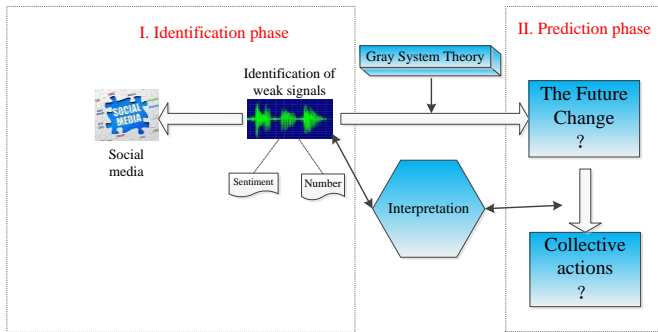 I. Identification phase
II. Prediction phase
Gray System Theory
Identification of
weak signals
SOCIAL
MEDIA
Social
media
The Future
Change
?
Sentiment
Number
Interpretation
Collective
actions
?